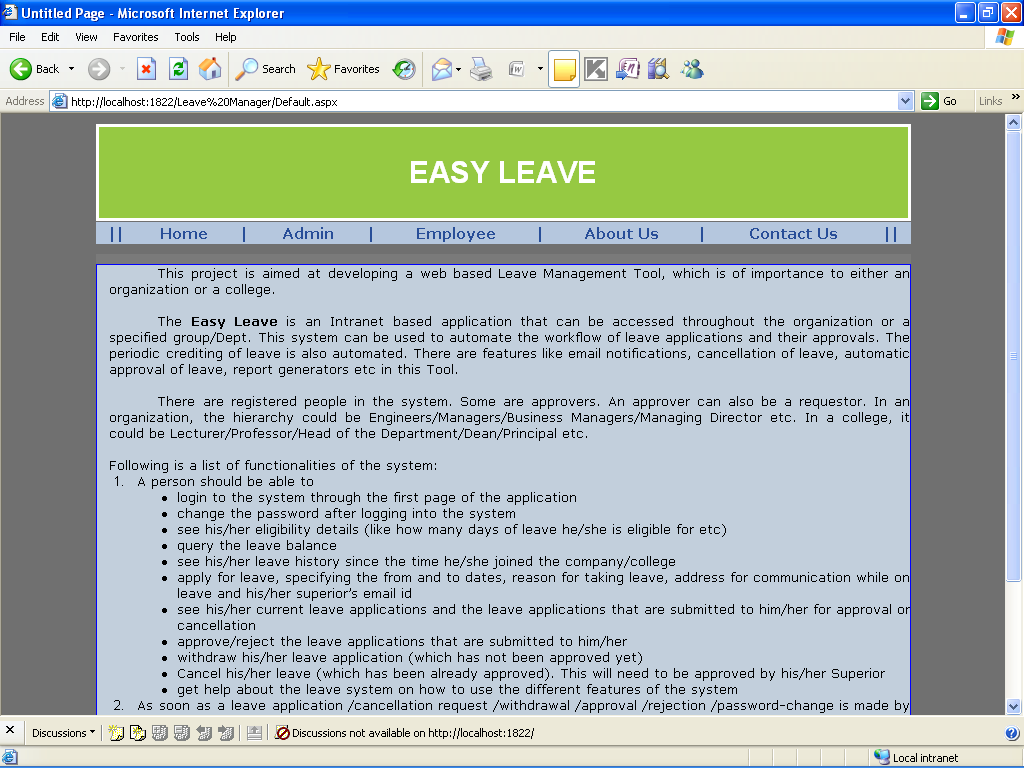 Untitled Page - Microsoft Internet Explorer
File Edit View Favorites Tools Help
Back Search Favorites
Address http://localhost:1822/Leave%20Manager/Default.aspx Go Links »
EASY LEAVE
|| Home | Admin | Employee | About Us | Contact Us ||
This project is aimed at developing a web based Leave Management Tool, which is of importance to either an
organization or a college.
The Easy Leave is an Intranet based application that can be accessed throughout the organization or a
specified group/Dept. This system can be used to automate the workflow of leave applications and their approvals. The
periodic crediting of leave is also automated. There are features like email notifications, cancellation of leave, automatic
approval of leave, report generators etc in this Tool.
There are registered people in the system. Some are approvers. An approver can also be a requestor. In an
organization, the hierarchy could be Engineers/Managers/Business Managers/Managing Director etc. In a college, it
could be Lecturer/Professor/Head of the Department/Dean/Principal etc.
Following is a list of functionalities of the system:
1. A person should be able to
• login to the system through the first page of the application
• change the password after logging into the system
• see his/her eligibility details (like how many days of leave he/she is eligible for etc)
• query the leave balance
• see his/her leave history since the time he/she joined the company/college
• apply for leave, specifying the from and to dates, reason for taking leave, address for communication while on
leave and his/her superior's email id
• see his/her current leave applications and the leave applications that are submitted to him/her for approval or
cancellation
• approve/reject the leave applications that are submitted to him/her
• withdraw his/her leave application (which has not been approved yet)
• Cancel his/her leave (which has been already approved). This will need to be approved by his/her Superior
• get help about the leave system on how to use the different features of the system
2. As soon as a leave application /cancellation request /withdrawal /approval /rejection /password-change is made by
Discussions Discussions not available on http://localhost:1822/
Local intranet